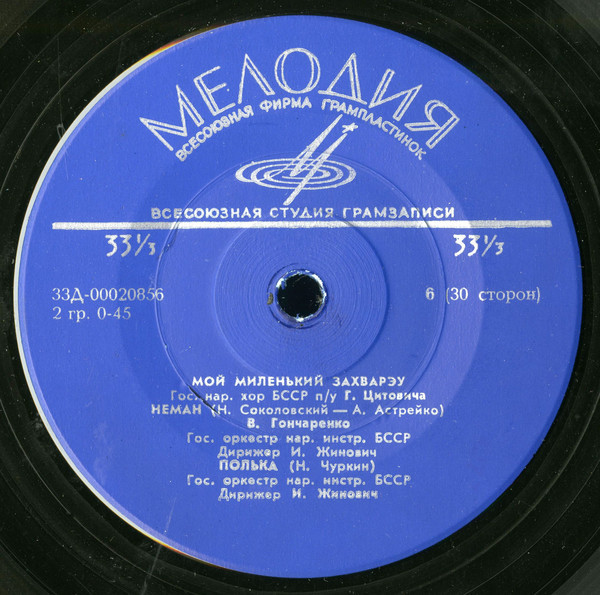 МЕЛОДИЯ
ВСЕСОЮЗНАЯ ФИРМА ГРАМПЛАСТИНОК
ВСЕСОЮЗНАЯ СТУДИЯ ГРАМЗАПИСИ
33⅓ 33⅓
33Д-00020856 6 (30 сторон)
2 гр. 0-45
МОЙ МИЛЕНЬКИЙ ЗАХВАРЭУ
Гос. нар. хор БССР п/у Г. Цитовича
НЕМАН (Н. Соколовский — А. Астрейко)
В. Гончаренко
Гос. оркестр нар. инстр. БССР
Дирижер И. Жинович
ПОЛЬКА (Н. Чуркин)
Гос. оркестр нар. инстр. БССР
Дирижер И. Жинович